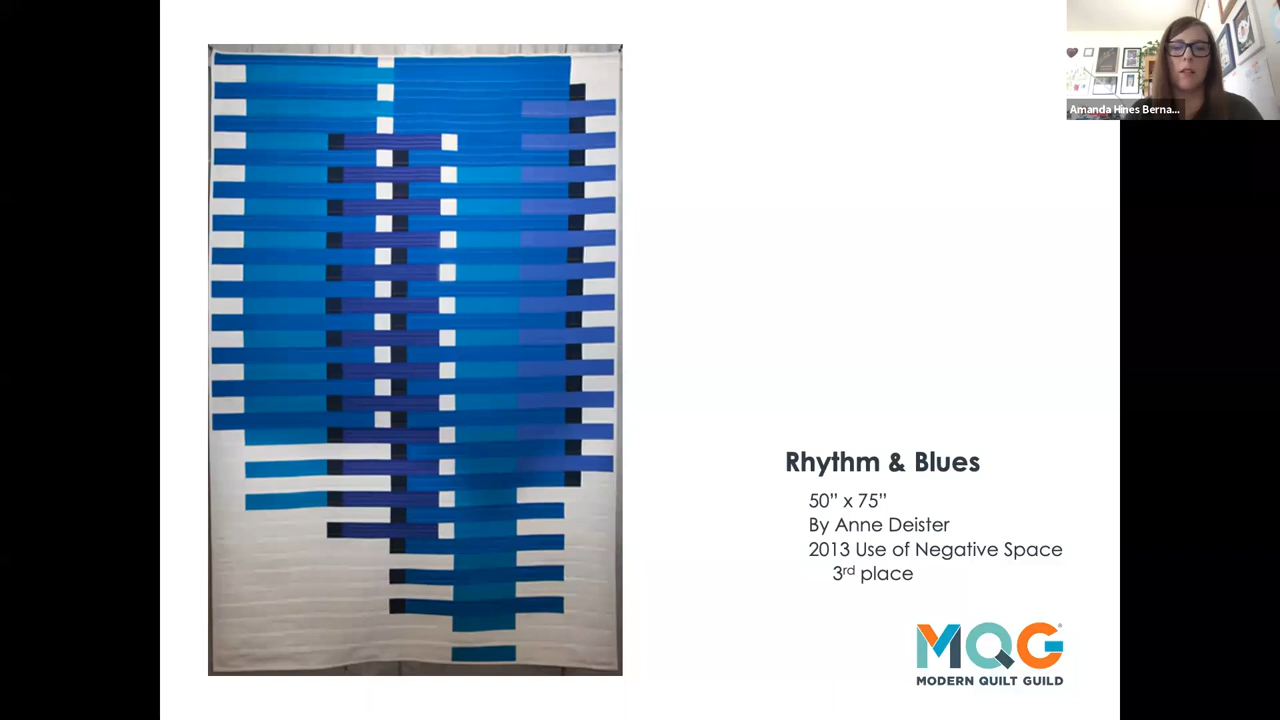 Amanda Hines Berna...
Rhythm & Blues
50” x 75”
By Anne Deister
2013 Use of Negative Space
3rd place
MQG®
MODERN QUILT GUILD